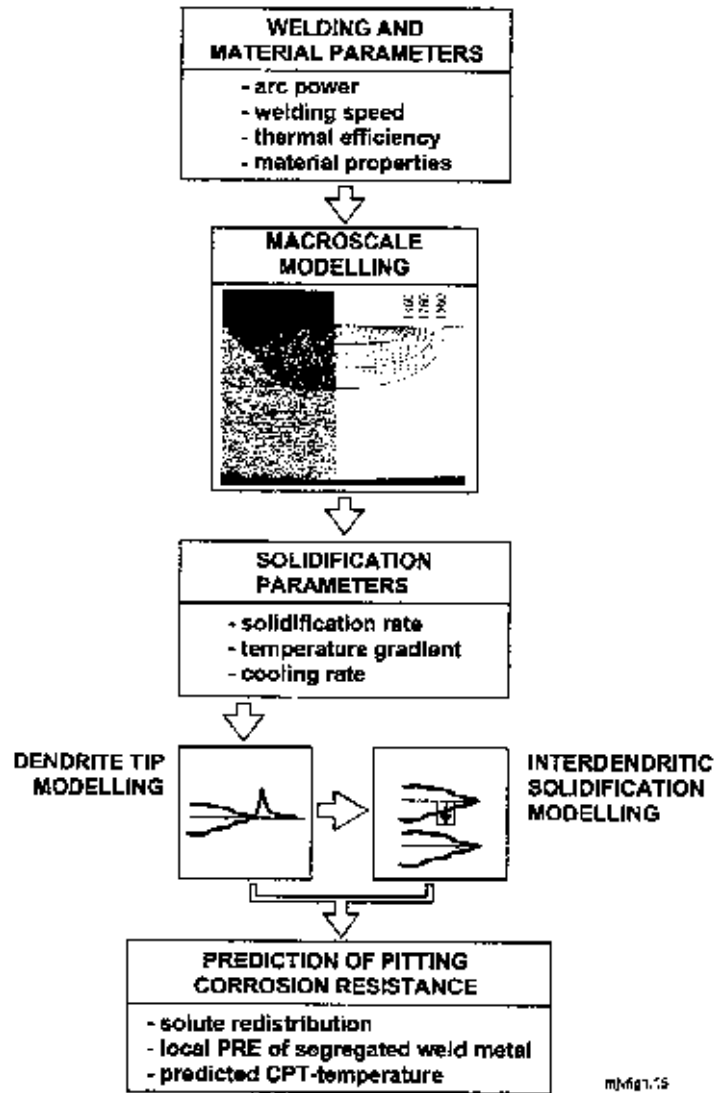 WELDING AND
MATERIAL PARAMETERS
- arc power
- welding speed
- thermal efficiency
- material properties
MACROSCALE
MODELLING
SOLIDIFICATION
PARAMETERS
- solidification rate
- temperature gradient
- cooling rate
DENDRITE TIP
MODELLING
INTERDENDRITIC
SOLIDIFICATION
MODELLING
PREDICTION OF PITTING
CORROSION RESISTANCE
- solute redistribution
- local PRE of segregated weld metal
- predicted CPT-temperature